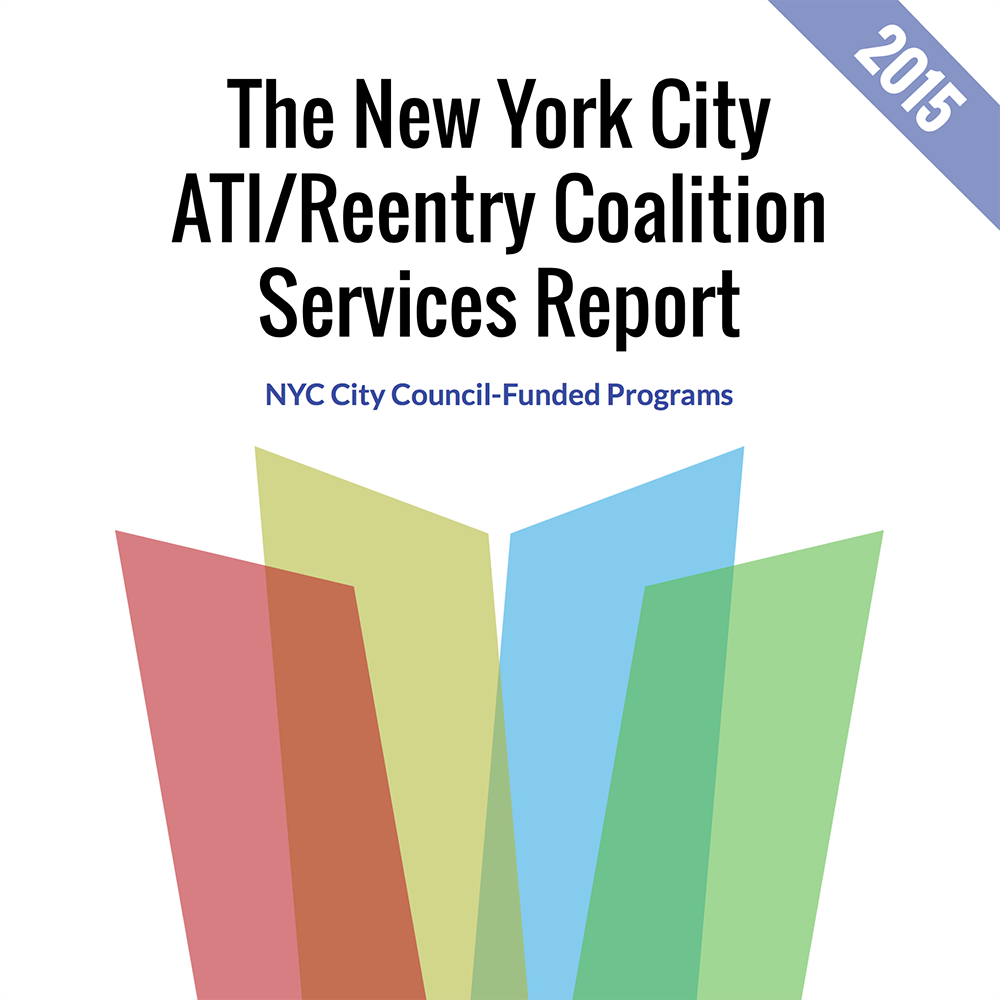 2015
The New York City
ATI/Reentry Coalition
Services Report
NYC City Council-Funded Programs